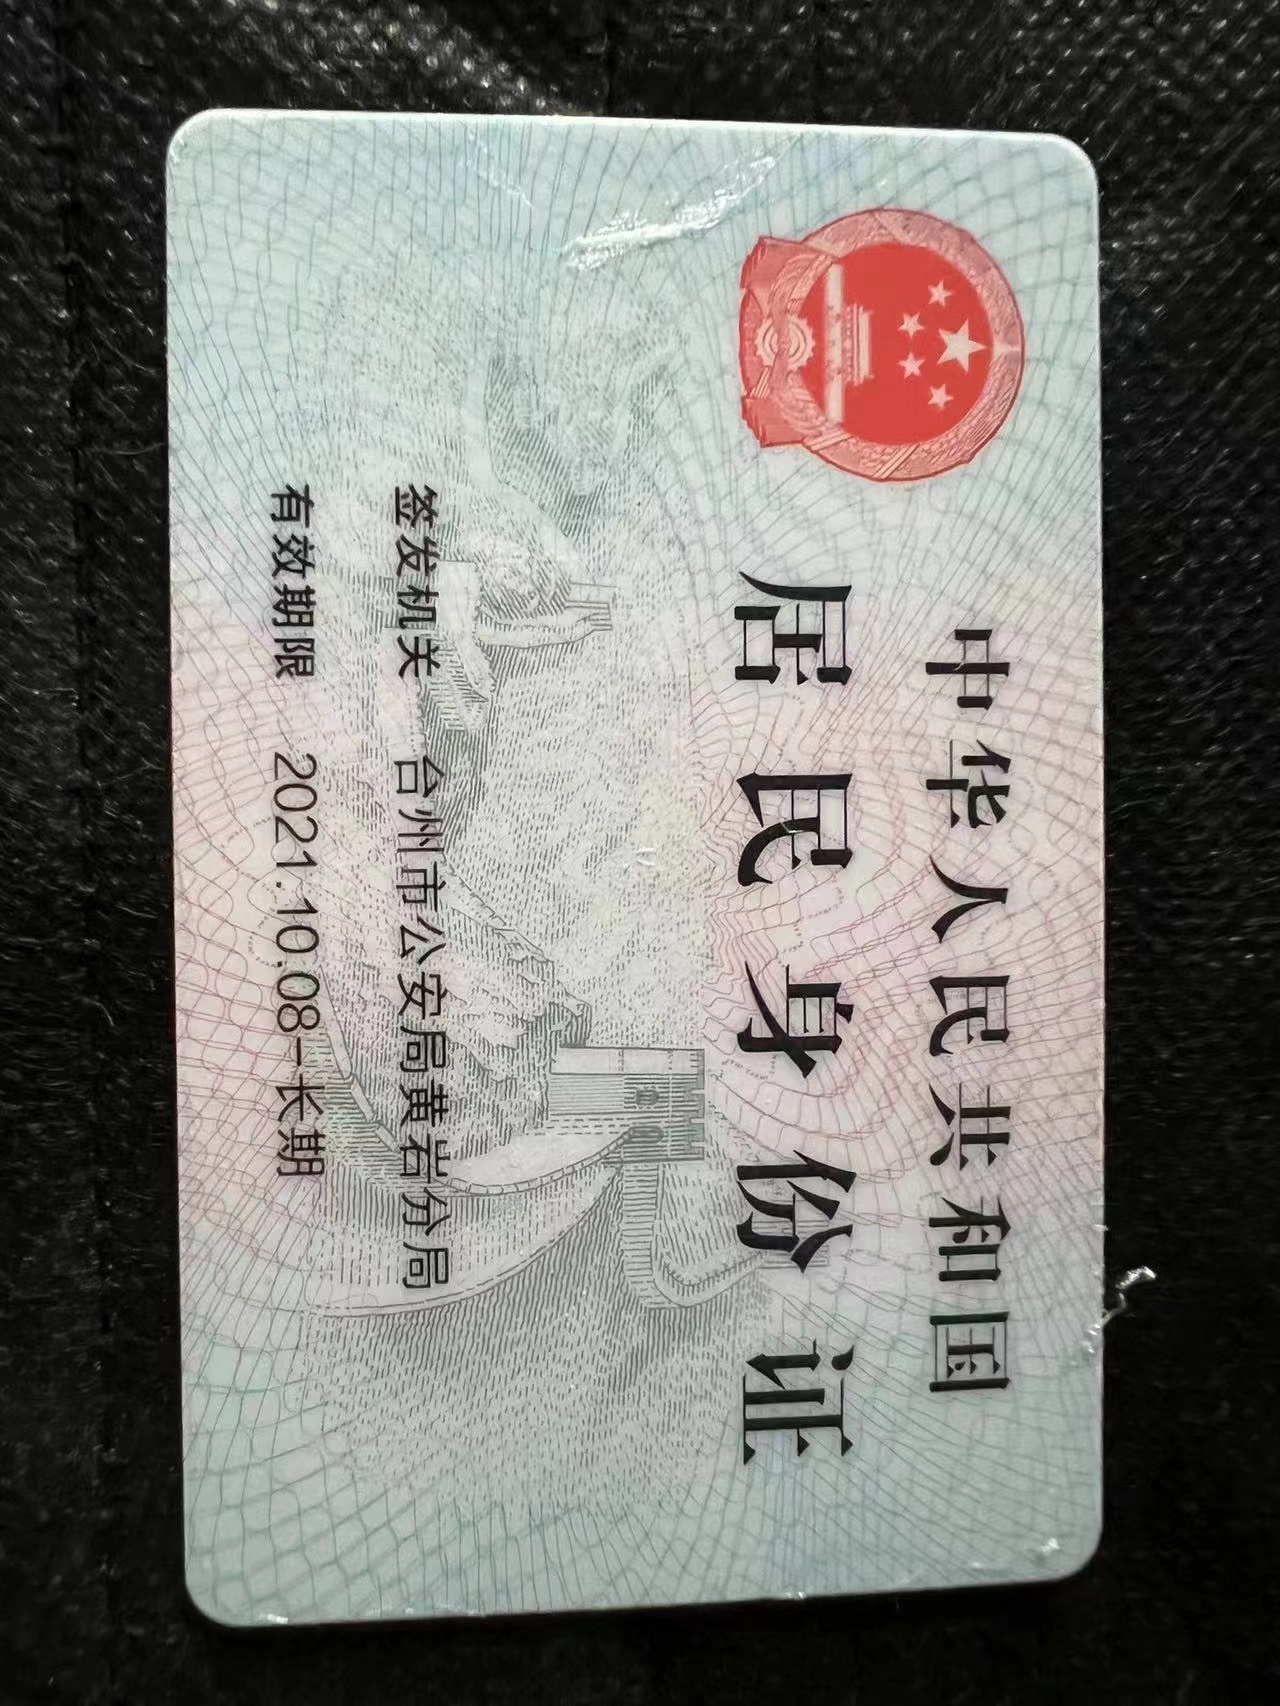 中华人民共和国
居民身份证
签发机关 台州市公安局黄岩分局
有效期限 2021.10.08-长期